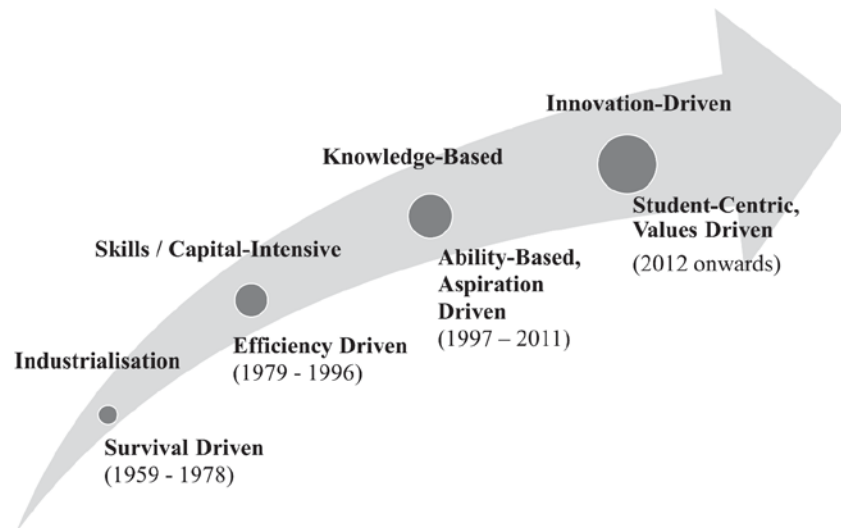 Innovation-Driven
Knowledge-Based
Student-Centric,
Values Driven
(2012 onwards)
Skills / Capital-Intensive
Ability-Based,
Aspiration
Driven
(1997 – 2011)
Industrialisation
Efficiency Driven
(1979 - 1996)
Survival Driven
(1959 - 1978)